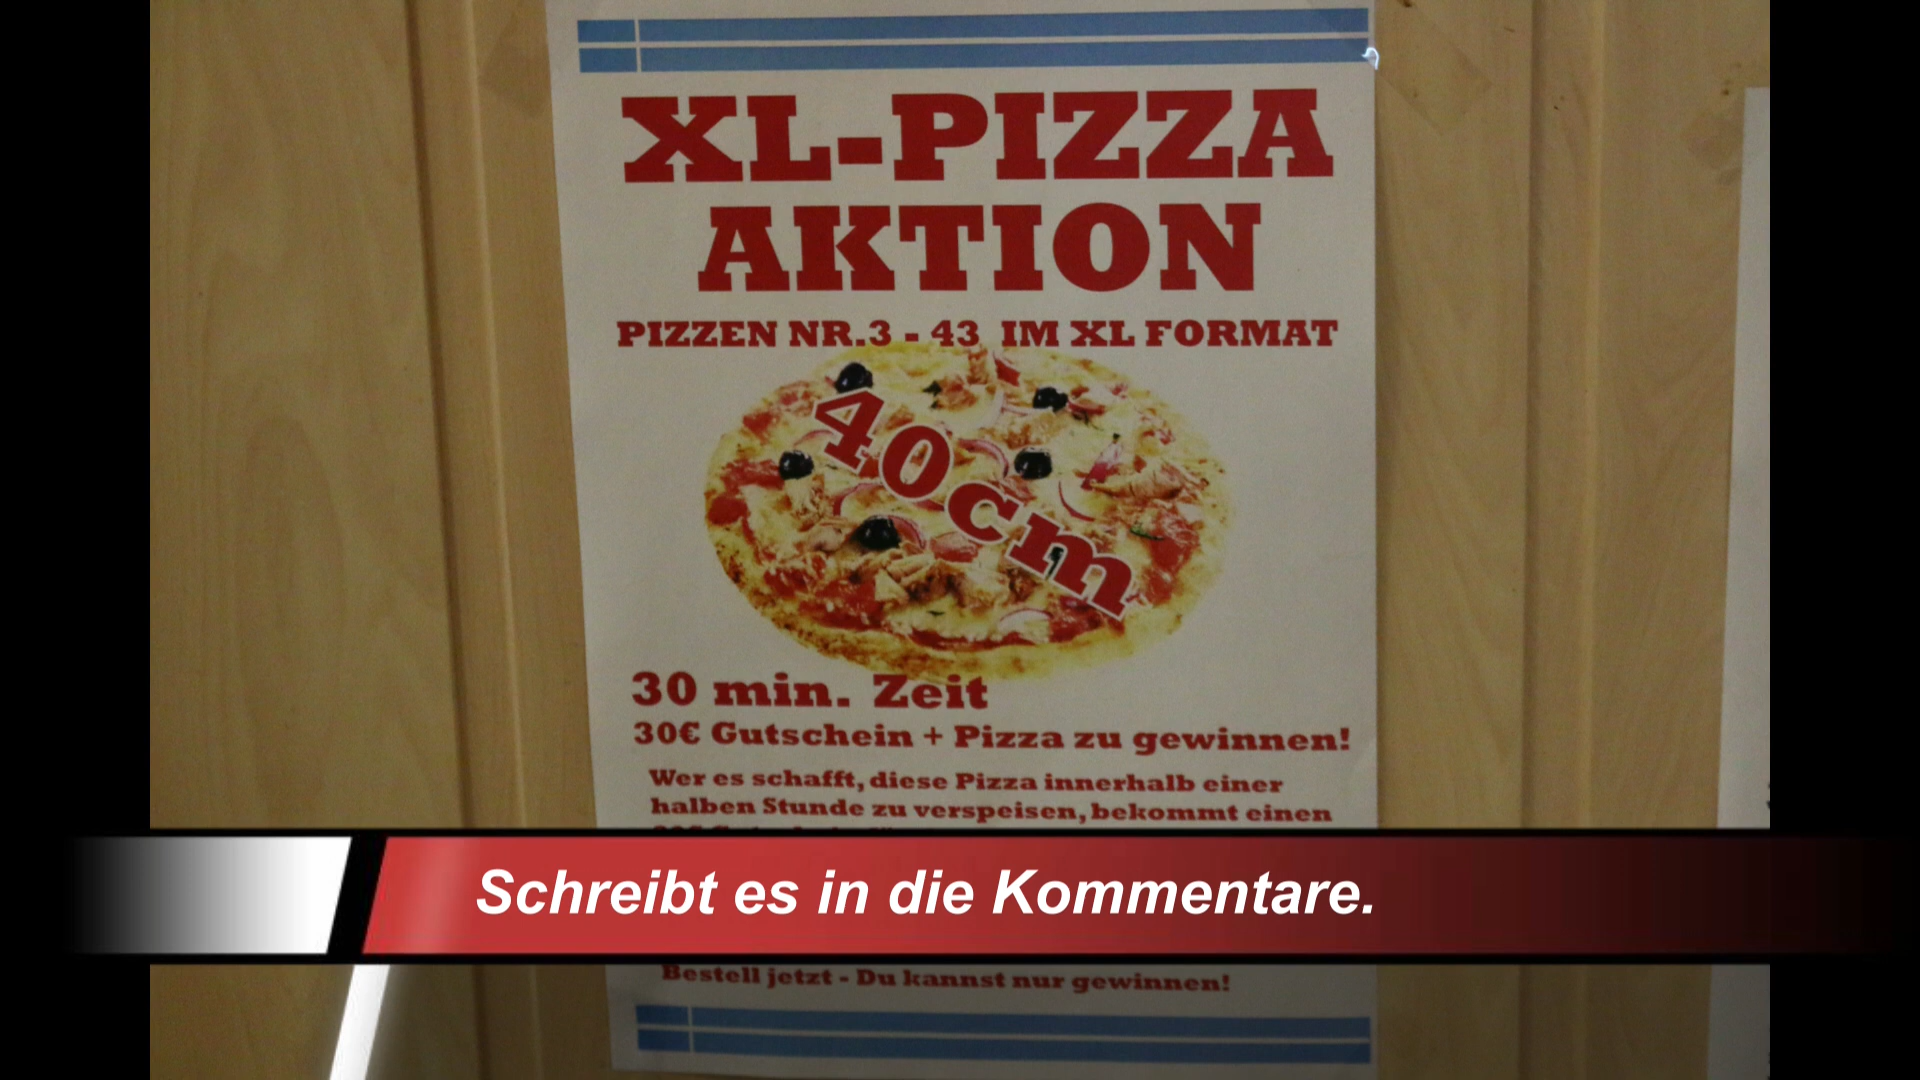 XL-PIZZA
AKTION
PIZZEN NR.3 - 43 IM XL FORMAT
40cm
30 min. Zeit
30€ Gutschein + Pizza zu gewinnen!
Wer es schafft, diese Pizza innerhalb einer
halben Stunde zu verspeisen, bekommt einen
Schreibt es in die Kommentare.
Bestell jetzt - Du kannst nur gewinnen!